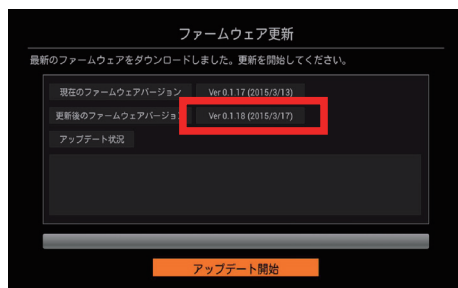 ファームウェア更新
最新のファームウェアをダウンロードしました。更新を開始してください。
現在のファームウェアバージョン Ver 0.1.17 (2015/3/13)
更新後のファームウェアバージョン Ver 0.1.18 (2015/3/17)
アップデート状況
アップデート開始